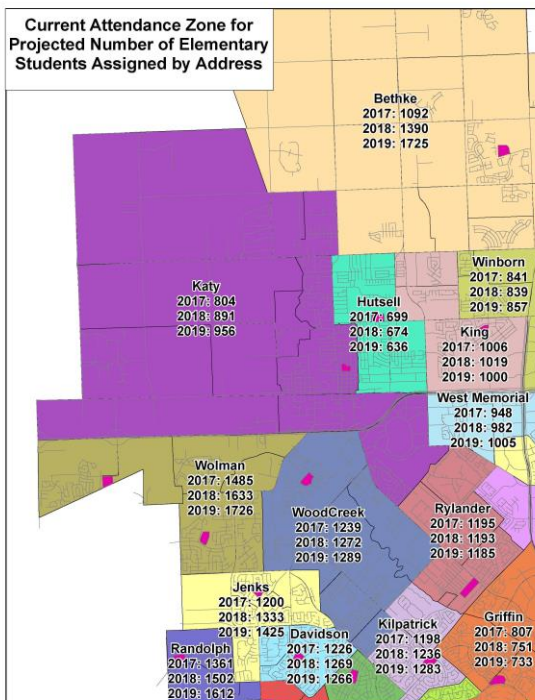 Current Attendance Zone for
Projected Number of Elementary
Students Assigned by Address
Bethke
2017: 1092
2018: 1390
2019: 1725
Katy
2017: 804
2018: 891
2019: 956
Hutsell
2017: 699
2018: 674
2019: 636
Winborn
2017: 841
2018: 839
2019: 857
King
2017: 1006
2018: 1019
2019: 1000
West Memorial
2017: 948
2018: 982
2019: 1005
Wolman
2017: 1485
2018: 1633
2019: 1726
WoodCreek
2017: 1239
2018: 1272
2019: 1289
Rylander
2017: 1195
2018: 1193
2019: 1185
Jenks
2017: 1200
2018: 1333
2019: 1425
Randolph
2017: 1361
2018: 1502
2019: 1612
Davidson
2017: 1226
2018: 1269
2019: 1266
Kilpatrick
2017: 1198
2018: 1236
2019: 1283
Griffin
2017: 807
2018: 751
2019: 733